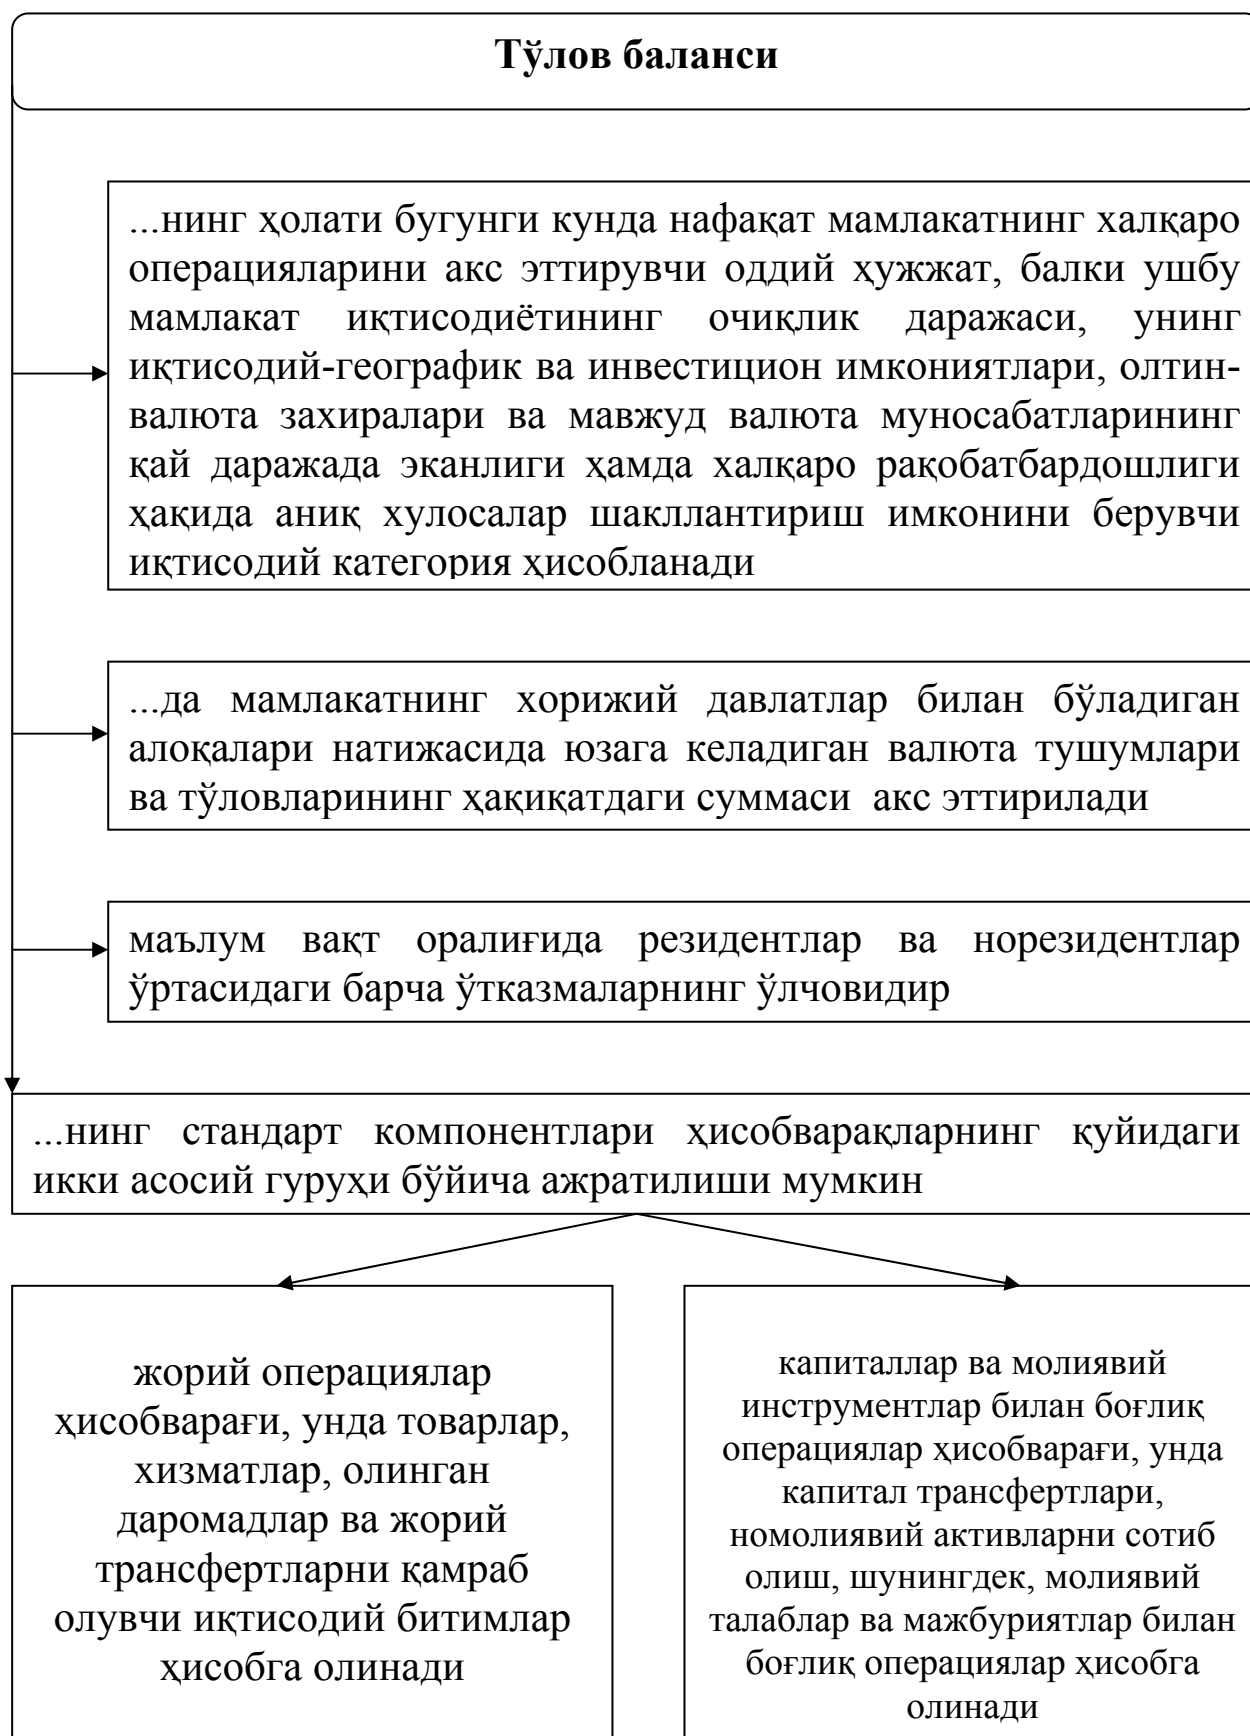 Тўлов баланси
...нинг ҳолати бугунги кунда нафақат мамлакатнинг халқаро
операцияларини акс эттирувчи оддий ҳужжат, балки ушбу
мамлакат иқтисодиётининг очиқлик даражаси, унинг
иқтисодий-географик ва инвестицион имкониятлари, олтин-
валюта захиралари ва мавжуд валюта муносабатларининг
қай даражада эканлиги ҳамда халқаро рақобатбардошлиги
ҳақида аниқ хулосалар шакллантириш имконини берувчи
иқтисодий категория ҳисобланади
...да мамлакатнинг хорижий давлатлар билан бўладиган
алоқалари натижасида юзага келадиган валюта тушумлари
ва тўловларининг ҳақиқатдаги суммаси акс эттирилади
маълум вақт оралиғида резидентлар ва норезидентлар
ўртасидаги барча ўтказмаларнинг ўлчовидир
...нинг стандарт компонентлари ҳисобварақларнинг қуйидаги
икки асосий гуруҳи бўйича ажратилиши мумкин
жорий операциялар
ҳисобварағи, унда товарлар,
хизматлар, олинган
даромадлар ва жорий
трансфертларни қамраб
олувчи иқтисодий битимлар
ҳисобга олинади
капиталлар ва молиявий
инструментлар билан боғлиқ
операциялар ҳисобварағи, унда
капитал трансфертлари,
номолиявий активларни сотиб
олиш, шунингдек, молиявий
талаблар ва мажбуриятлар билан
боғлиқ операциялар ҳисобга
олинади